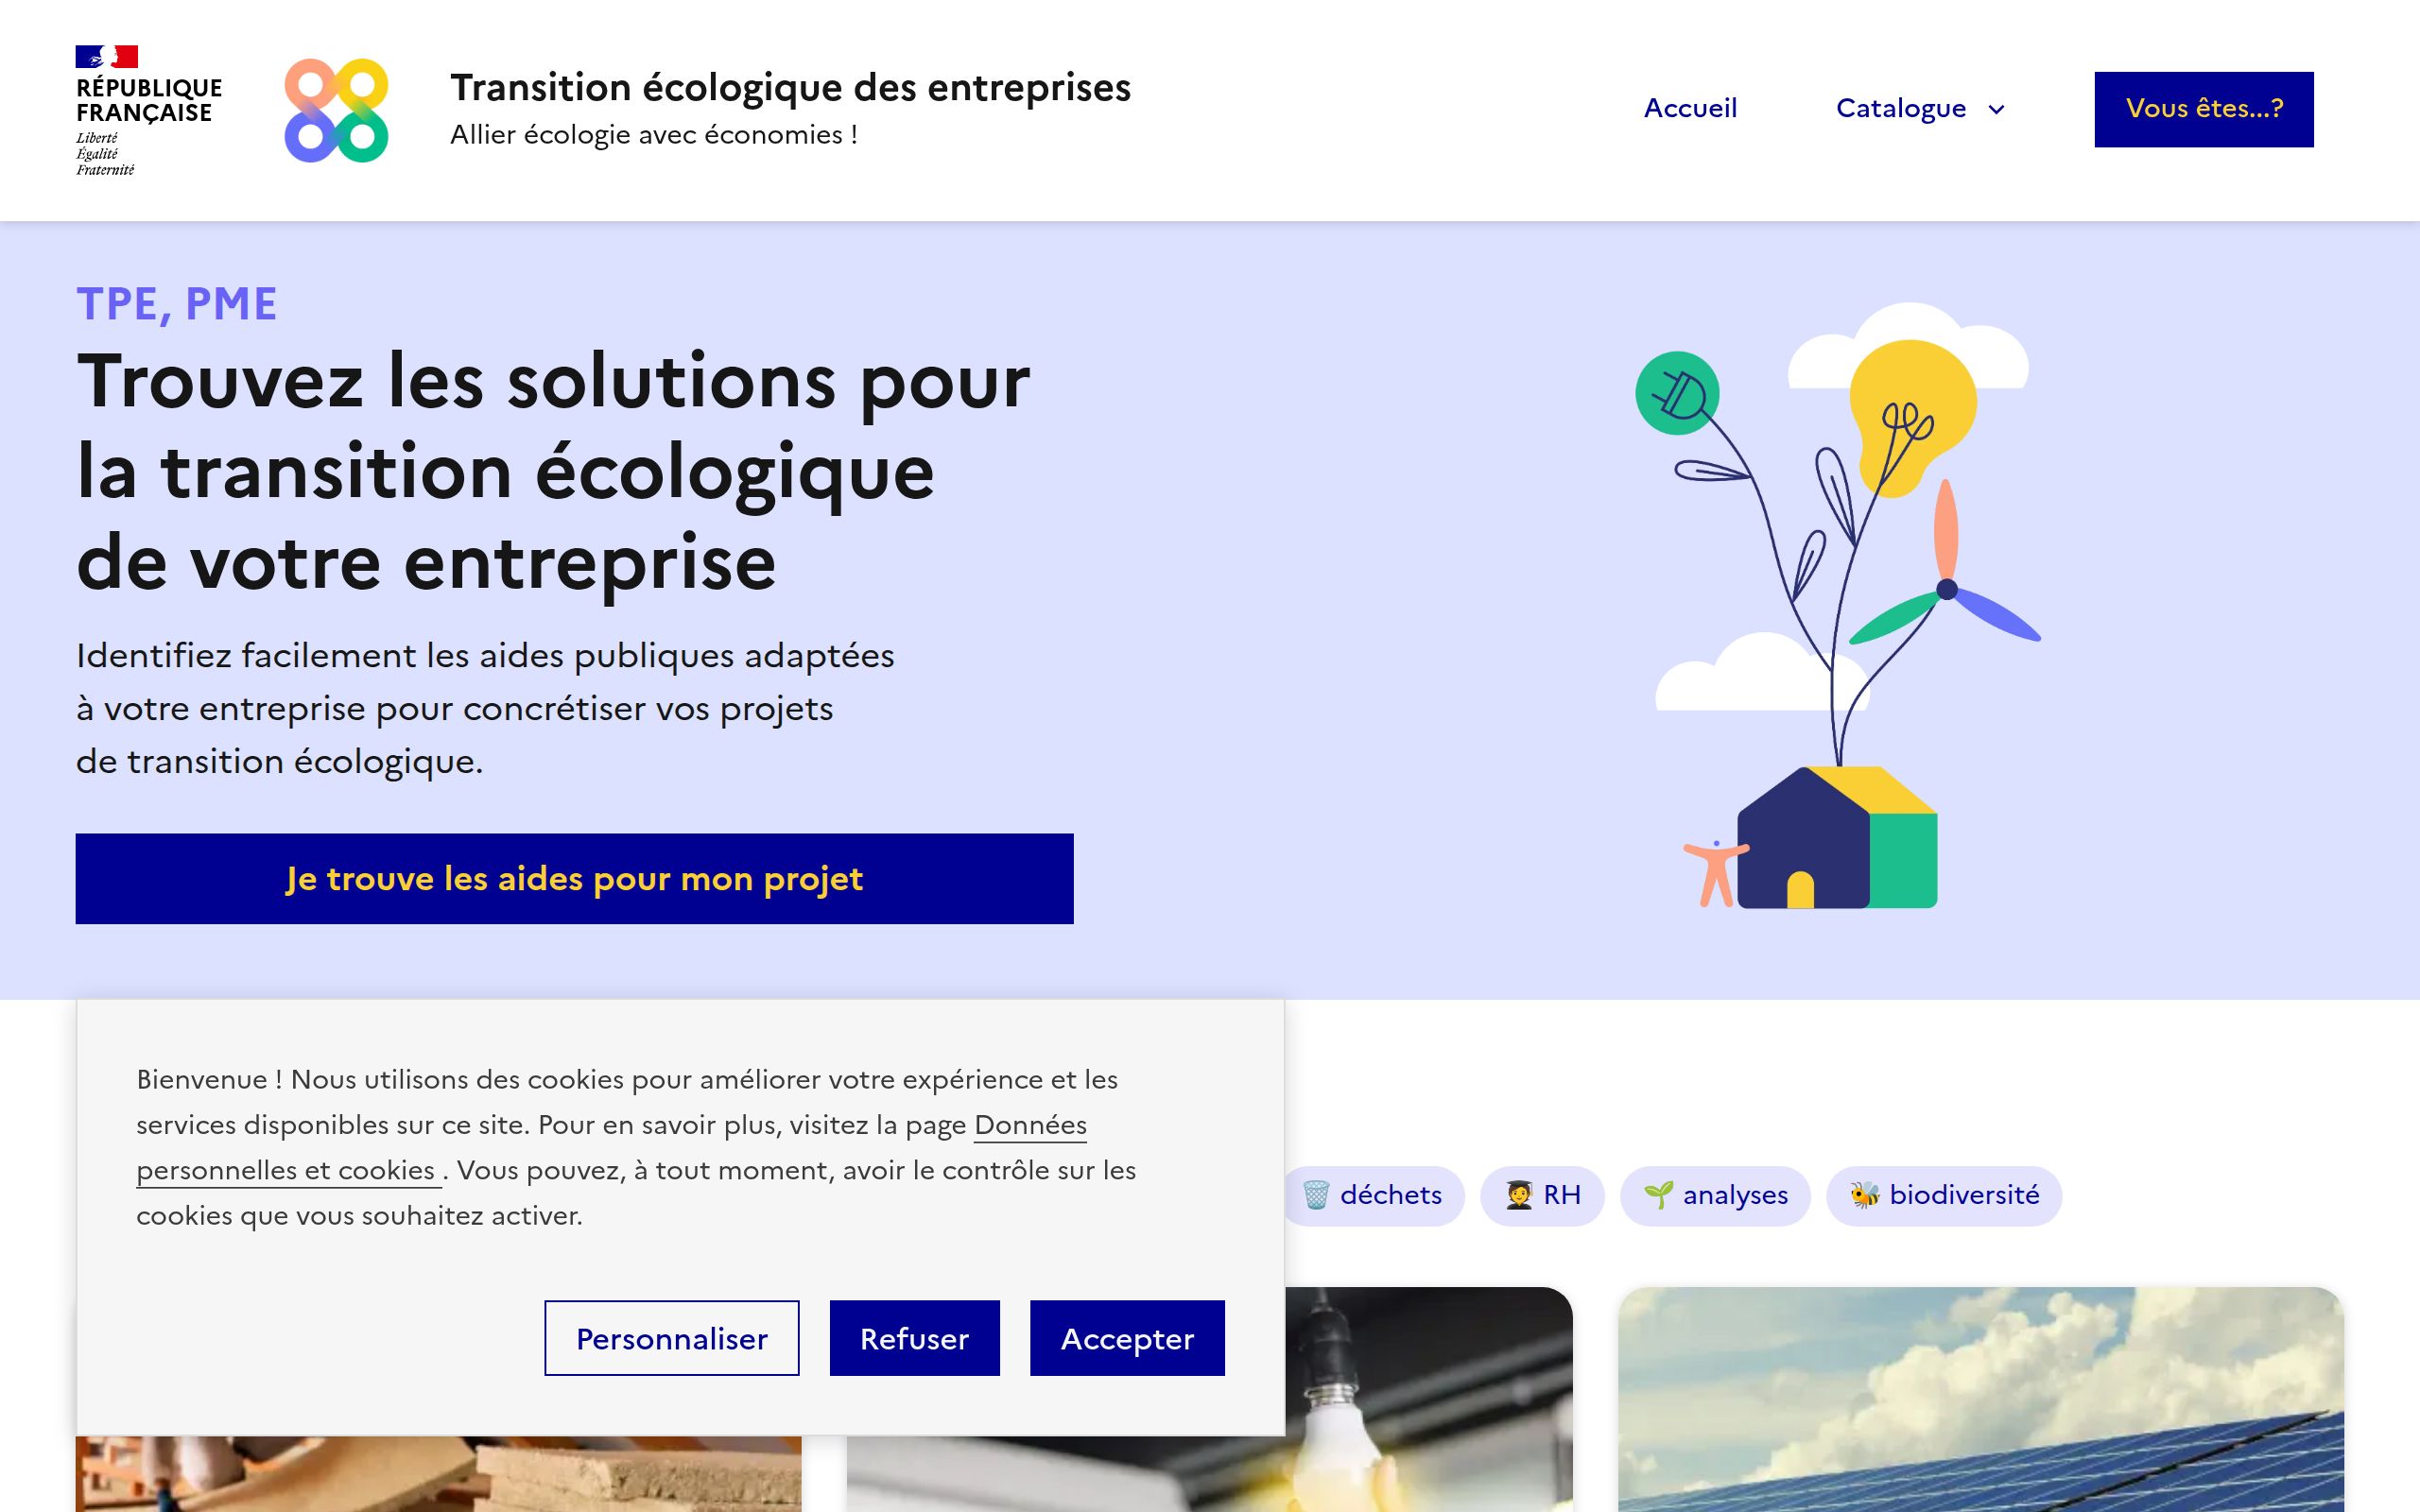 RÉPUBLIQUE
FRANÇAISE
Liberté
Égalité
Fraternité
Transition écologique des entreprises
Allier écologie avec économies !
Accueil
Catalogue
Vous êtes...?
TPE, PME
Trouvez les solutions pour
la transition écologique
de votre entreprise
Identifiez facilement les aides publiques adaptées
à votre entreprise pour concrétiser vos projets
de transition écologique.
Je trouve les aides pour mon projet
Bienvenue ! Nous utilisons des cookies pour améliorer votre expérience et les
services disponibles sur ce site. Pour en savoir plus, visitez la page Données
personnelles et cookies . Vous pouvez, à tout moment, avoir le contrôle sur les
cookies que vous souhaitez activer.
Personnaliser
Refuser
Accepter
déchets
RH
analyses
biodiversité